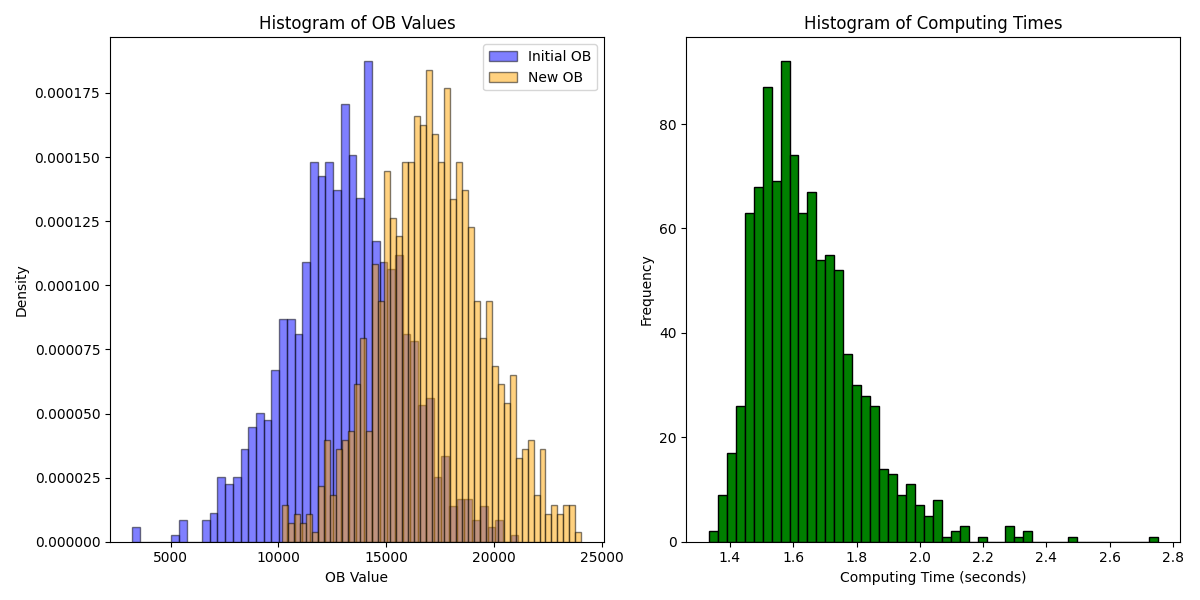 Histogram of OB Values
Initial OB
New OB
0.000175
0.000150
0.000125
0.000100
0.000075
0.000050
0.000025
0.000000
Density
5000 10000 15000 20000 25000
OB Value
Histogram of Computing Times
80
60
40
20
0
Frequency
1.4 1.6 1.8 2.0 2.2 2.4 2.6 2.8
Computing Time (seconds)